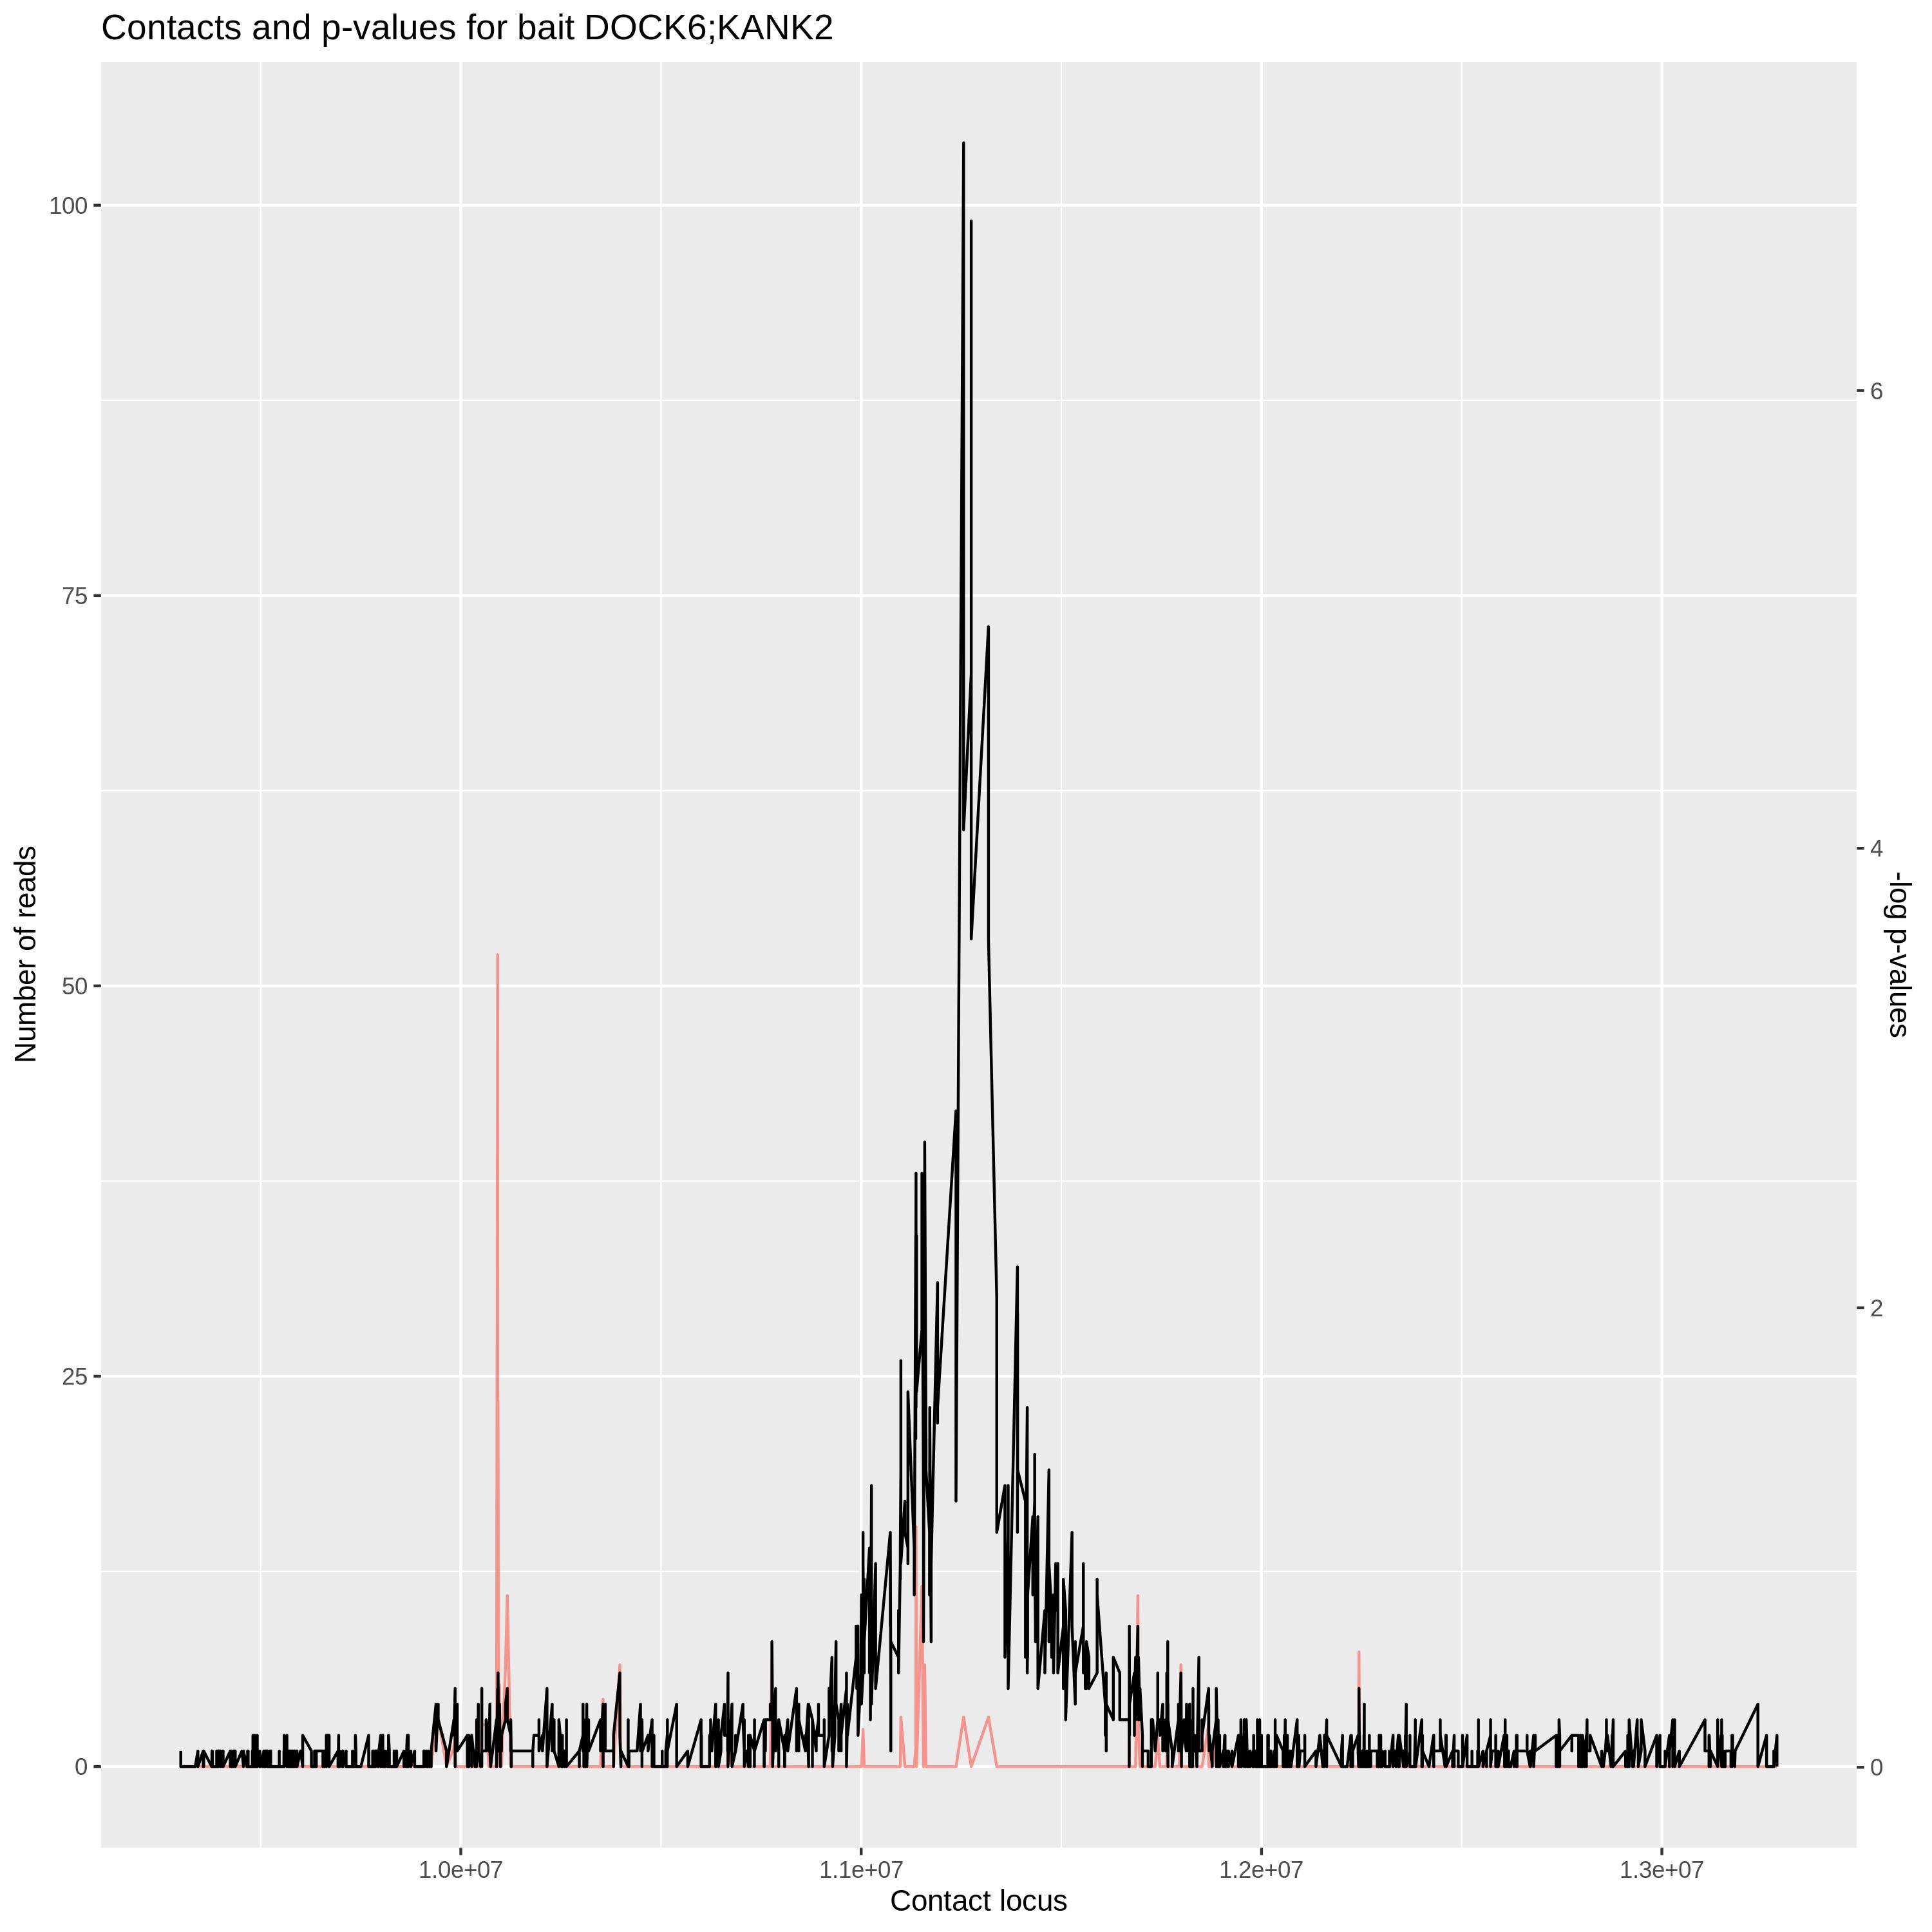 Contacts and p-values for bait DOCK6;KANK2
100
75
50
25
0
Number of reads
6
4
2
0
-log p-values
1.0e+07 1.1e+07 1.2e+07 1.3e+07
Contact locus